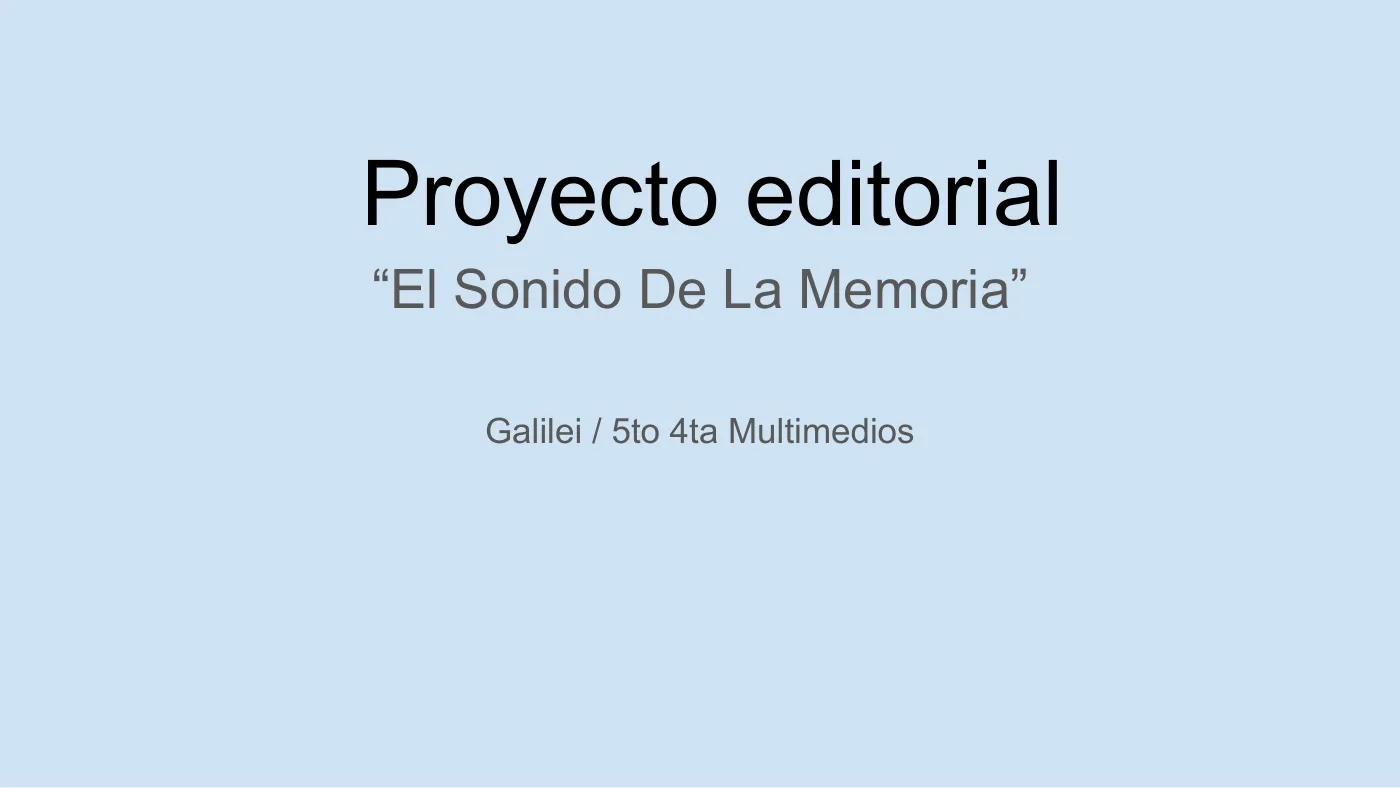 Proyecto editorial
“El Sonido De La Memoria”
Galilei / 5to 4ta Multimedios